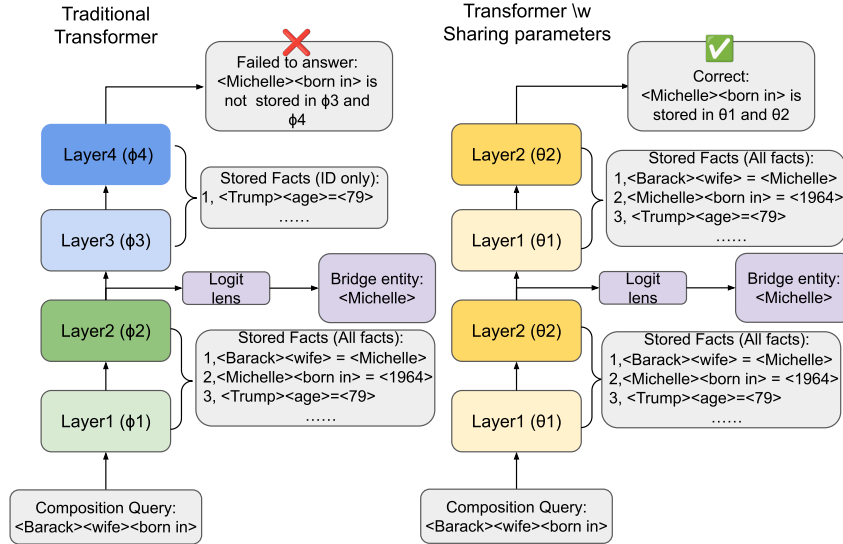 Traditional
Transformer
Failed to answer:
<Michelle><born in> is
not stored in ϕ3 and
ϕ4
Layer4 (ϕ4)
Stored Facts (ID only):
1, <Trump><age>=<79>
……
Layer3 (ϕ3)
Logit
lens
Bridge entity:
<Michelle>
Layer2 (ϕ2)
Stored Facts (All facts):
1,<Barack><wife> = <Michelle>
2,<Michelle><born in> = <1964>
3, <Trump><age>=<79>
……
Layer1 (ϕ1)
Composition Query:
<Barack><wife><born in>
Transformer \w
Sharing parameters
Correct:
<Michelle><born in> is
stored in θ1 and θ2
Layer2 (θ2)
Stored Facts (All facts):
1,<Barack><wife> = <Michelle>
2,<Michelle><born in> = <1964>
3, <Trump><age>=<79>
……
Layer1 (θ1)
Logit
lens
Bridge entity:
<Michelle>
Layer2 (θ2)
Stored Facts (All facts):
1,<Barack><wife> = <Michelle>
2,<Michelle><born in> = <1964>
3, <Trump><age>=<79>
……
Layer1 (θ1)
Composition Query:
<Barack><wife><born in>